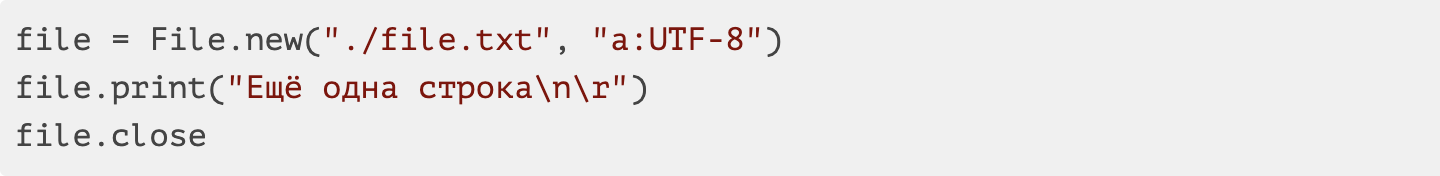 file = File.new("./file.txt", "a:UTF-8")
file.print("Ещё одна строка\n\r")
file.close